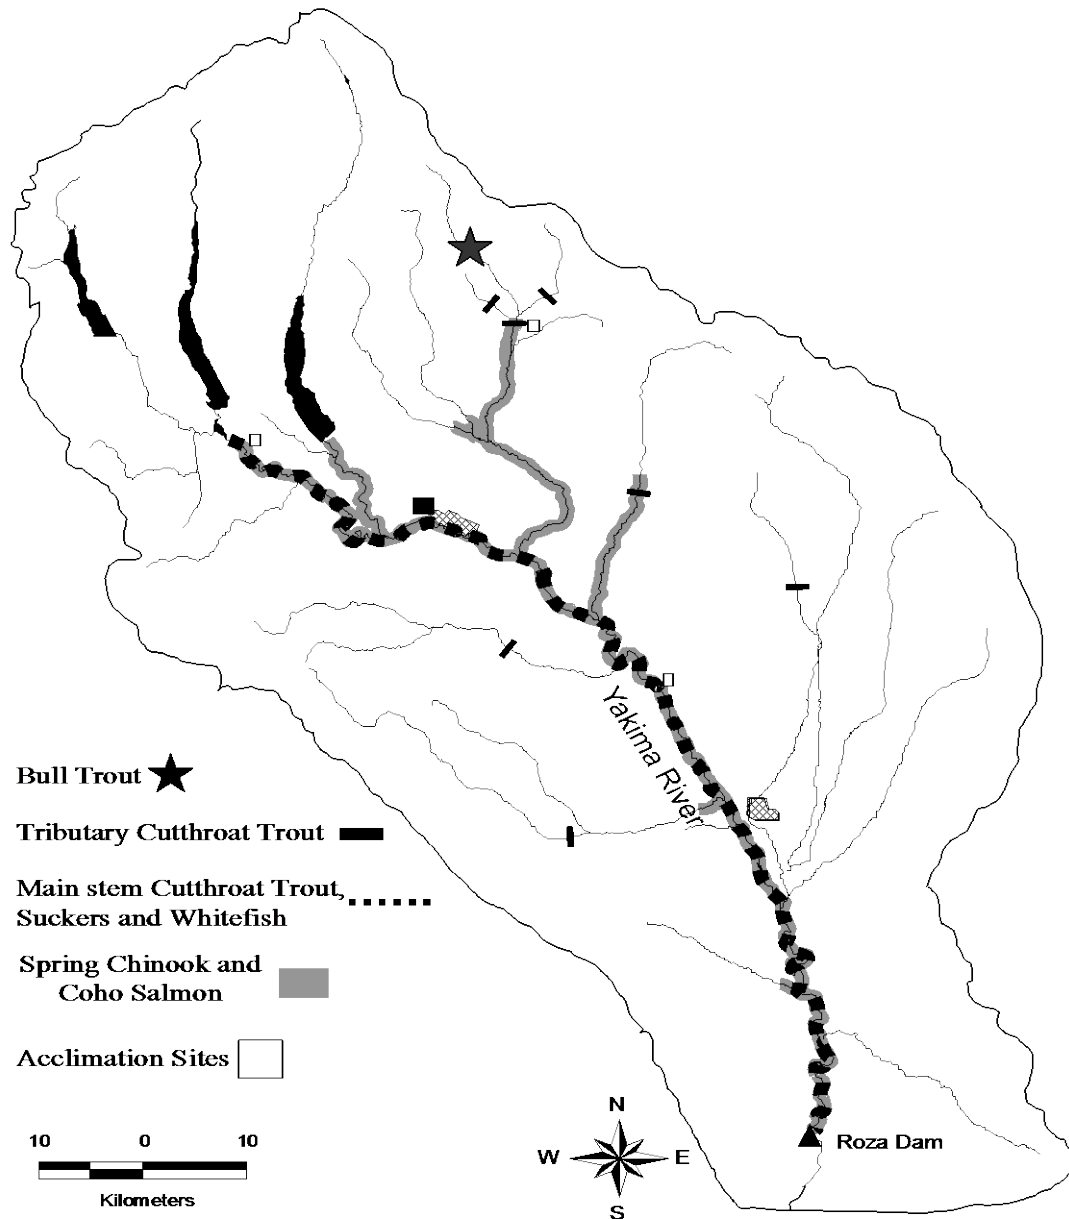 Yakima River
Bull Trout
Tributary Cutthroat Trout
Main stem Cutthroat Trout,
Suckers and Whitefish
Spring Chinook and
Coho Salmon
Acclimation Sites
10 0 10
Kilometers
N
W E
S
Roza Dam